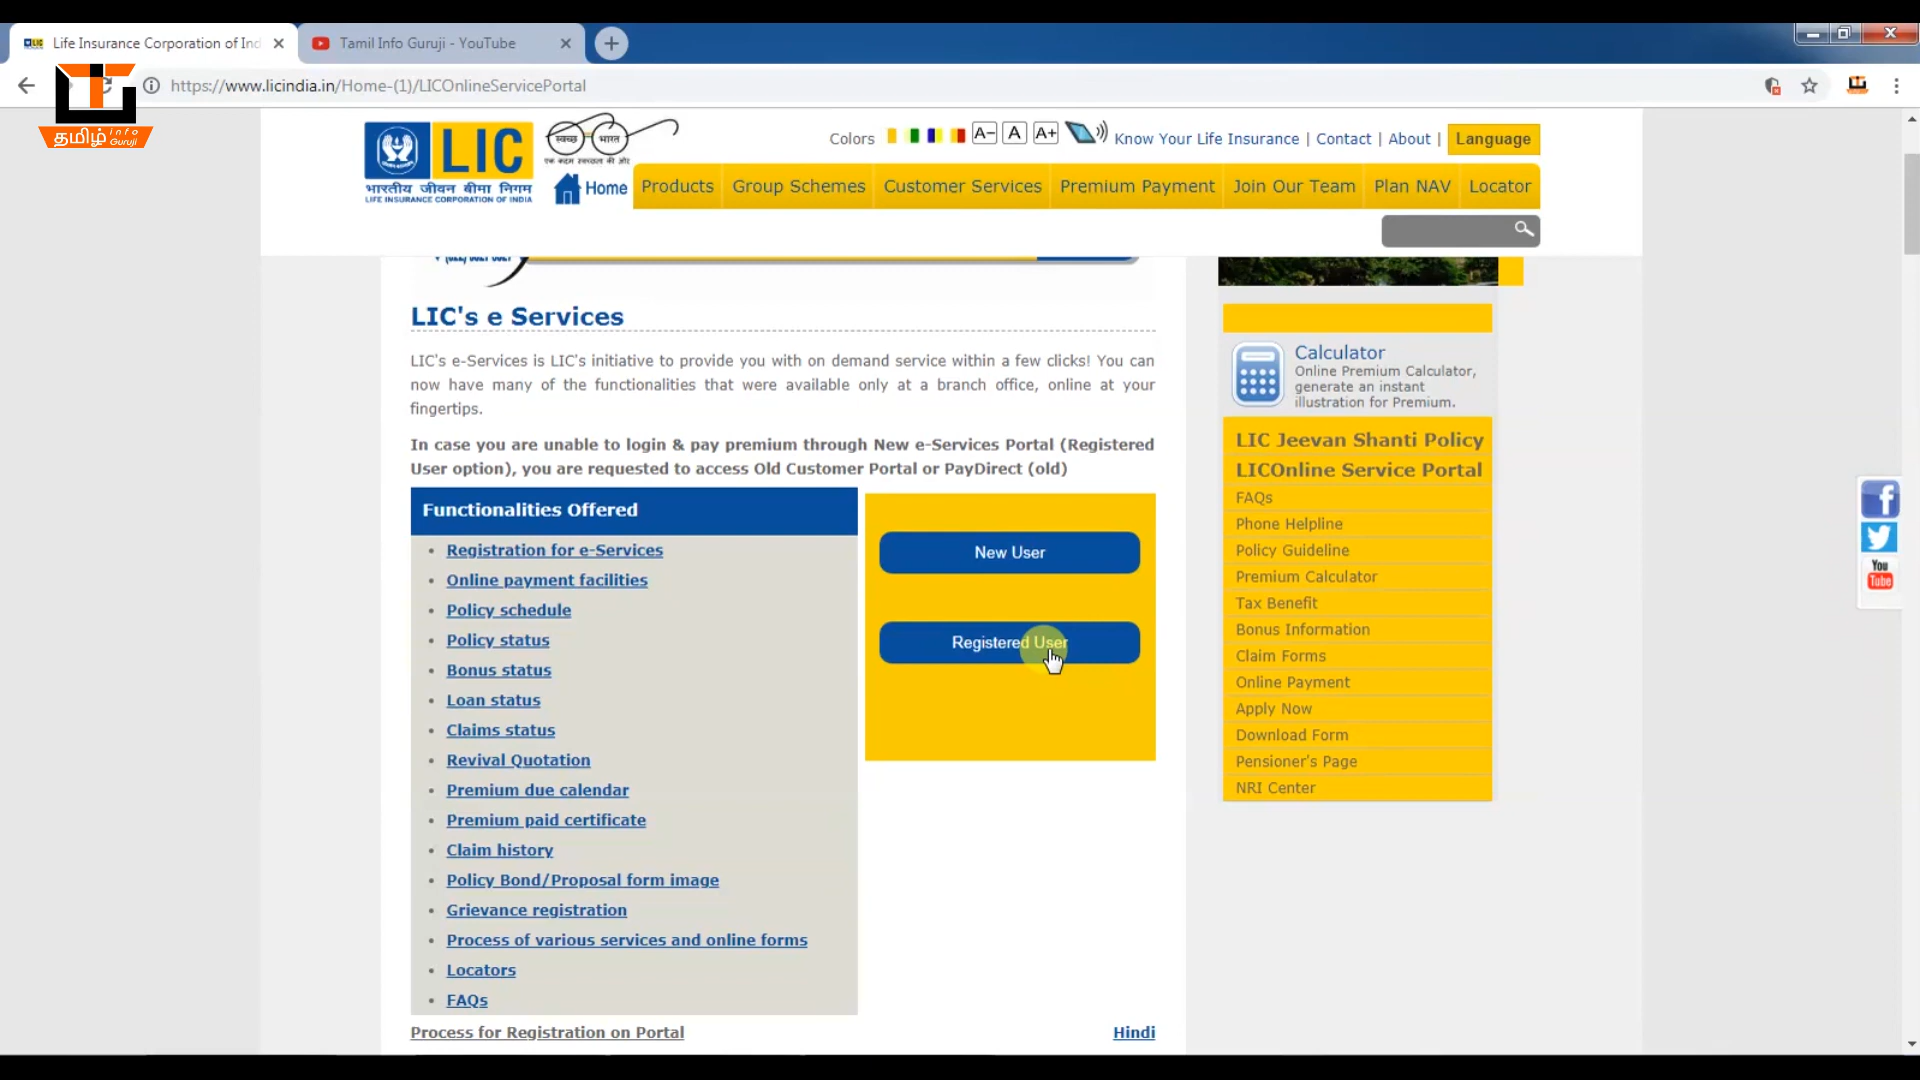 Life Insurance Corporation of Ind
Tamil Info Guruji - YouTube
https://www.licindia.in/Home-(1)/LICOnlineServicePortal
தமிழ் Info Guruji
LIC
भारतीय जीवन बीमा निगम
LIFE INSURANCE CORPORATION OF INDIA
स्वच्छ भारत
एक कदम स्वच्छता की ओर
Colors A- A A+ Know Your Life Insurance | Contact | About | Language
Home Products Group Schemes Customer Services Premium Payment Join Our Team Plan NAV Locator
LIC's e Services
LIC's e-Services is LIC's initiative to provide you with on demand service within a few clicks! You can
now have many of the functionalities that were available only at a branch office, online at your
fingertips.
In case you are unable to login & pay premium through New e-Services Portal (Registered
User option), you are requested to access Old Customer Portal or PayDirect (old)
Functionalities Offered
Registration for e-Services
Online payment facilities
Policy schedule
Policy status
Bonus status
Loan status
Claims status
Revival Quotation
Premium due calendar
Premium paid certificate
Claim history
Policy Bond/Proposal form image
Grievance registration
Process of various services and online forms
Locators
FAQs
Process for Registration on Portal
Hindi
New User
Registered User
Calculator
Online Premium Calculator,
generate an instant
illustration for Premium.
LIC Jeevan Shanti Policy
LICOnline Service Portal
FAQs
Phone Helpline
Policy Guideline
Premium Calculator
Tax Benefit
Bonus Information
Claim Forms
Online Payment
Apply Now
Download Form
Pensioner's Page
NRI Center
You
Tube